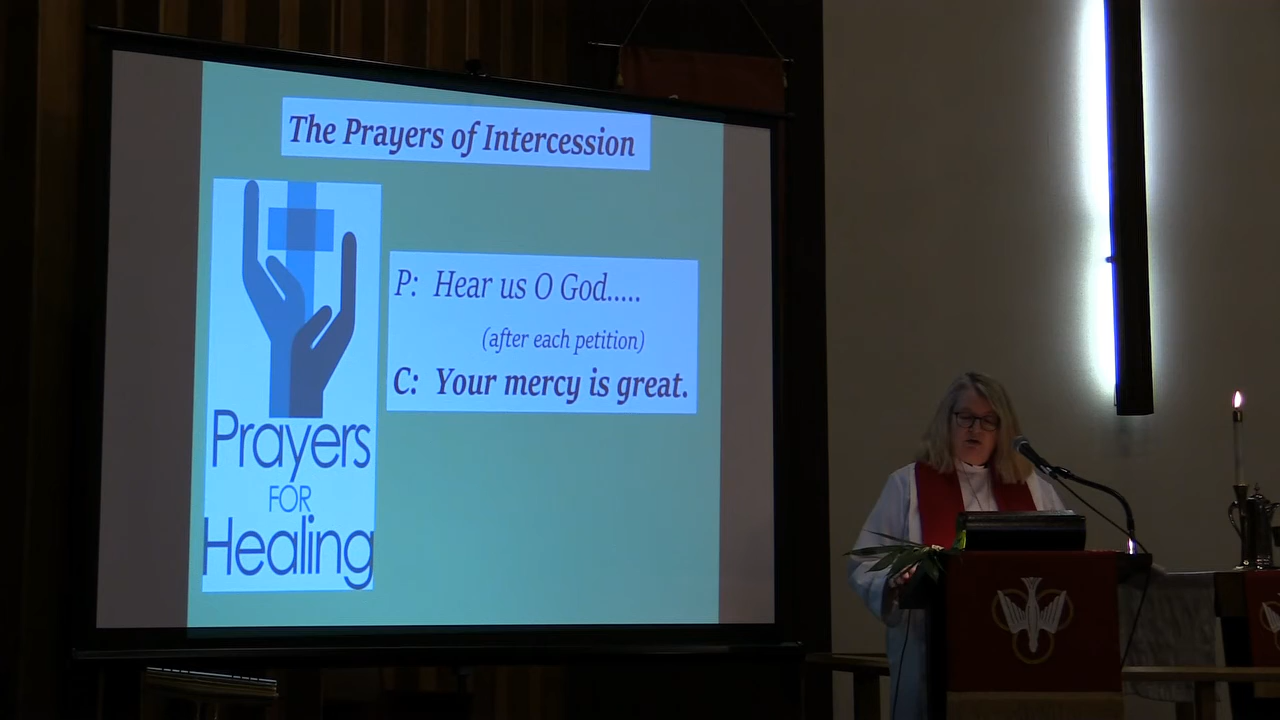 The Prayers of Intercession
P: Hear us O God.....
(after each petition)
C: Your mercy is great.
Prayers
FOR
Healing